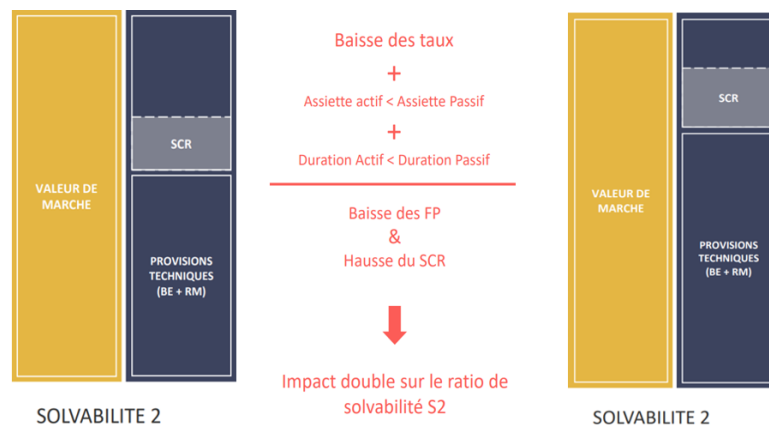 VALEUR DE
MARCHE
SCR
PROVISIONS
TECHNIQUES
(BE + RM)
SOLVABILITE 2
Baisse des taux
+
Assiette actif < Assiette Passif
+
Duration Actif < Duration Passif
Baisse des FP
&
Hausse du SCR
Impact double sur le ratio de
solvabilité S2
SCR
VALEUR DE
MARCHE
PROVISIONS
TECHNIQUES
(BE + RM)
SOLVABILITE 2